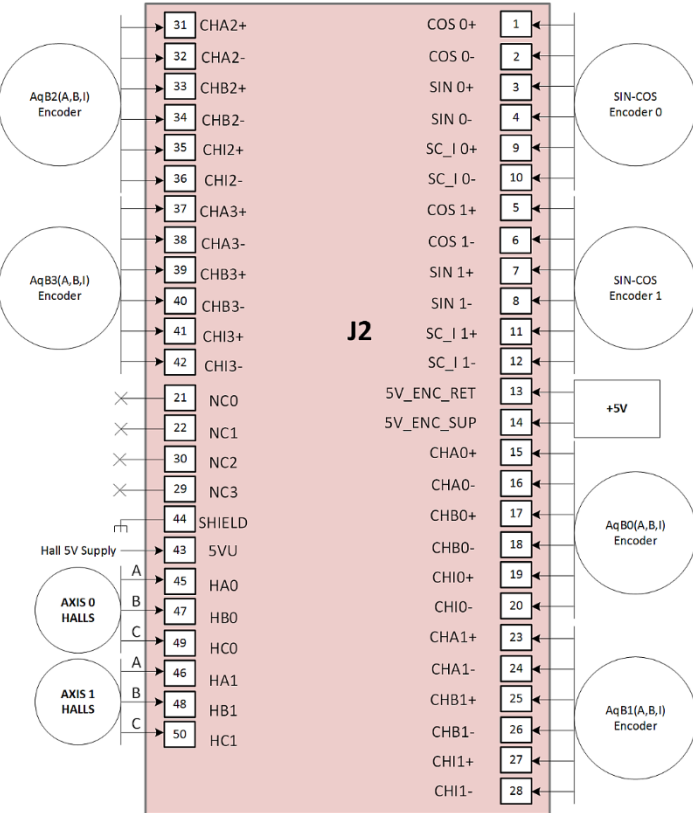 31 CHA2+ COS 0+ 1
32 CHA2- COS 0- 2
33 CHB2+ SIN 0+ 3
34 CHB2- SIN 0- 4
35 CHI2+ SC_I 0+ 9
36 CHI2- SC_I 0- 10
AqB2(A,B,I)
Encoder
SIN-COS
Encoder 0
37 CHA3+ COS 1+ 5
38 CHA3- COS 1- 6
39 CHB3+ SIN 1+ 7
40 CHB3- SIN 1- 8
41 CHI3+ SC_I 1+ 11
42 CHI3- SC_I 1- 12
AqB3(A,B,I)
Encoder
J2
SIN-COS
Encoder 1
21 NC0 5V_ENC_RET 13
22 NC1 5V_ENC_SUP 14
+5V
30 NC2 CHA0+ 15
29 NC3 CHA0- 16
44 SHIELD CHB0+ 17
Hall 5V Supply 43 5VU CHB0- 18
A 45 HA0 CHI0+ 19
B 47 HB0 CHI0- 20
C 49 HC0 CHA1+ 23
AXIS 0
HALLS
AqB0(A,B,I)
Encoder
A 46 HA1 CHA1- 24
B 48 HB1 CHB1+ 25
C 50 HC1 CHB1- 26
AXIS 1
HALLS
CHI1+ 27
CHI1- 28
AqB1(A,B,I)
Encoder